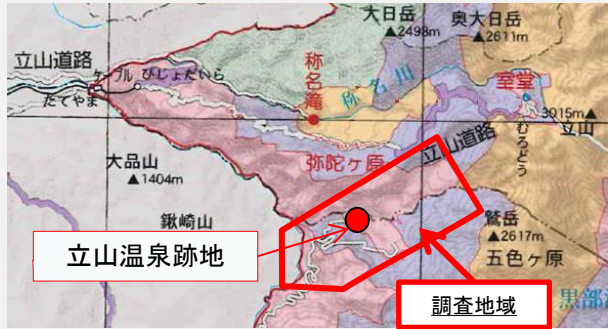 大日岳
▲2498m
奥大日岳
▲2611m
立山道路
ケーブル
びじょだいら
たてやま
称名滝
称名川
室堂
むろどう
3015m▲
立山
大品山
▲1404m
弥陀ヶ原
立山道路
鍬崎山
鷲岳
▲2617m
五色ヶ原
立山温泉跡地
調査地域
黒部